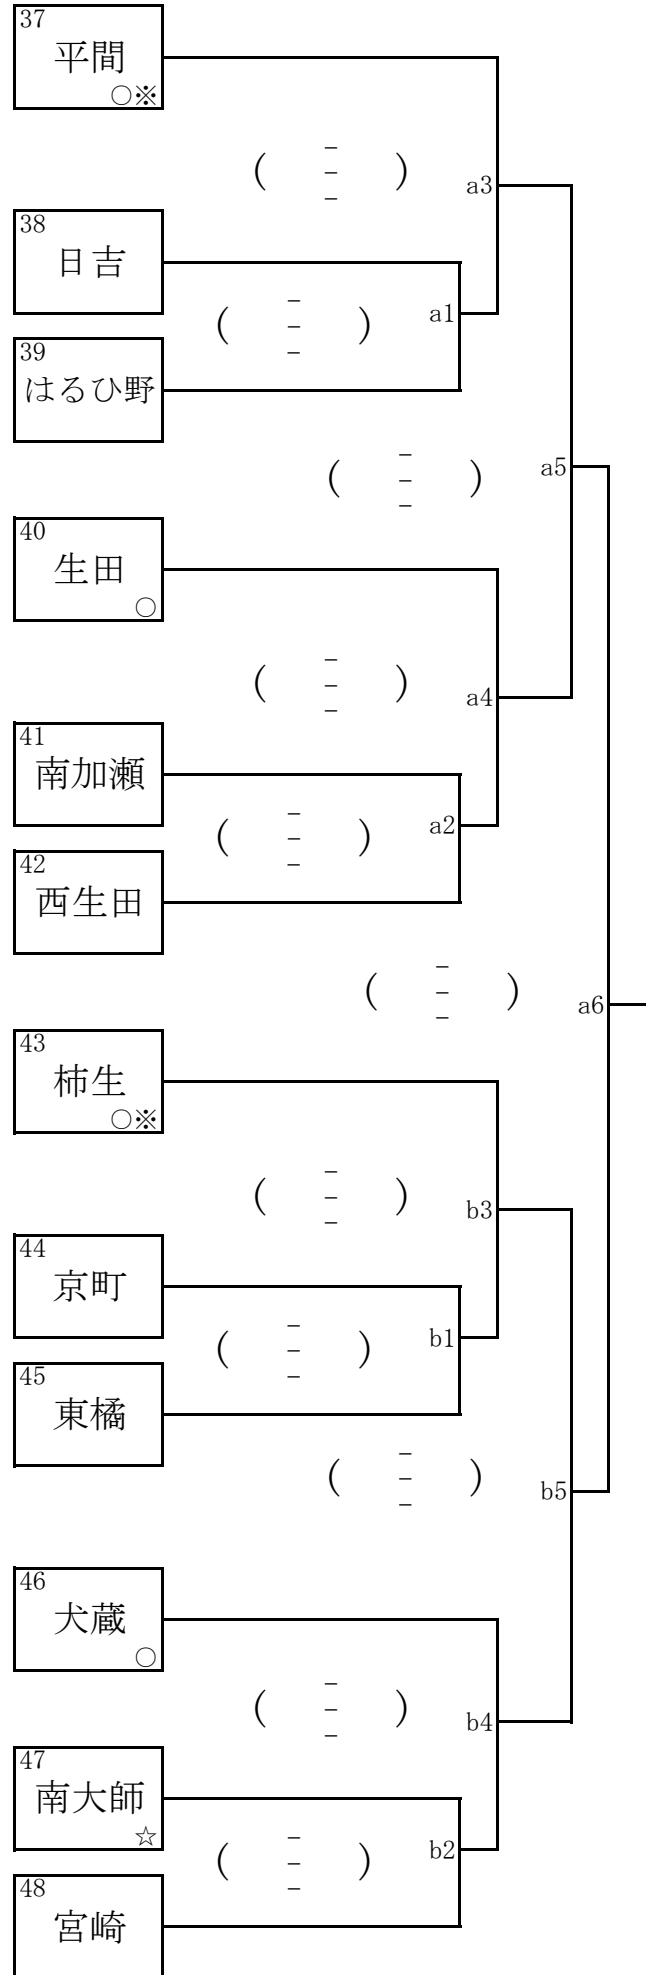 37
平間
○※
( - - - )
a3
38
日吉
( - - - )
a1
39
はるひ野
( - - - )
a5
40
生田
○
( - - - )
a4
41
南加瀬
( - - - )
a2
42
西生田
( - - - )
a6
43
柿生
○※
( - - - )
b3
44
京町
( - - - )
b1
45
東橘
( - - - )
b5
46
犬蔵
○
( - - - )
b4
47
南大師
☆
( - - - )
b2
48
宮崎